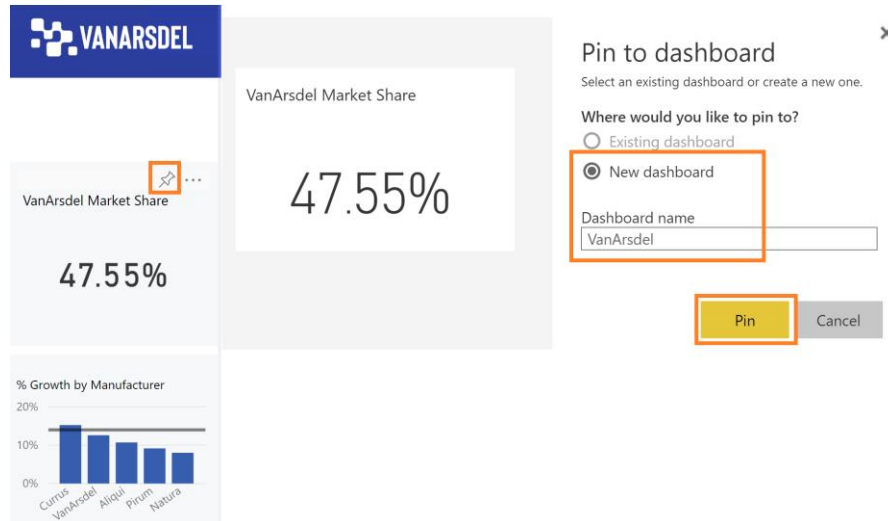 VANARSDEL
VanArsdel Market Share
47.55%
% Growth by Manufacturer
20%
10%
0%
Currus
VanArsdel
Aliqui
Pirum
Natura
VanArsdel Market Share
47.55%
Pin to dashboard
Select an existing dashboard or create a new one.
Where would you like to pin to?
Existing dashboard
New dashboard
Dashboard name
VanArsdel
Pin Cancel